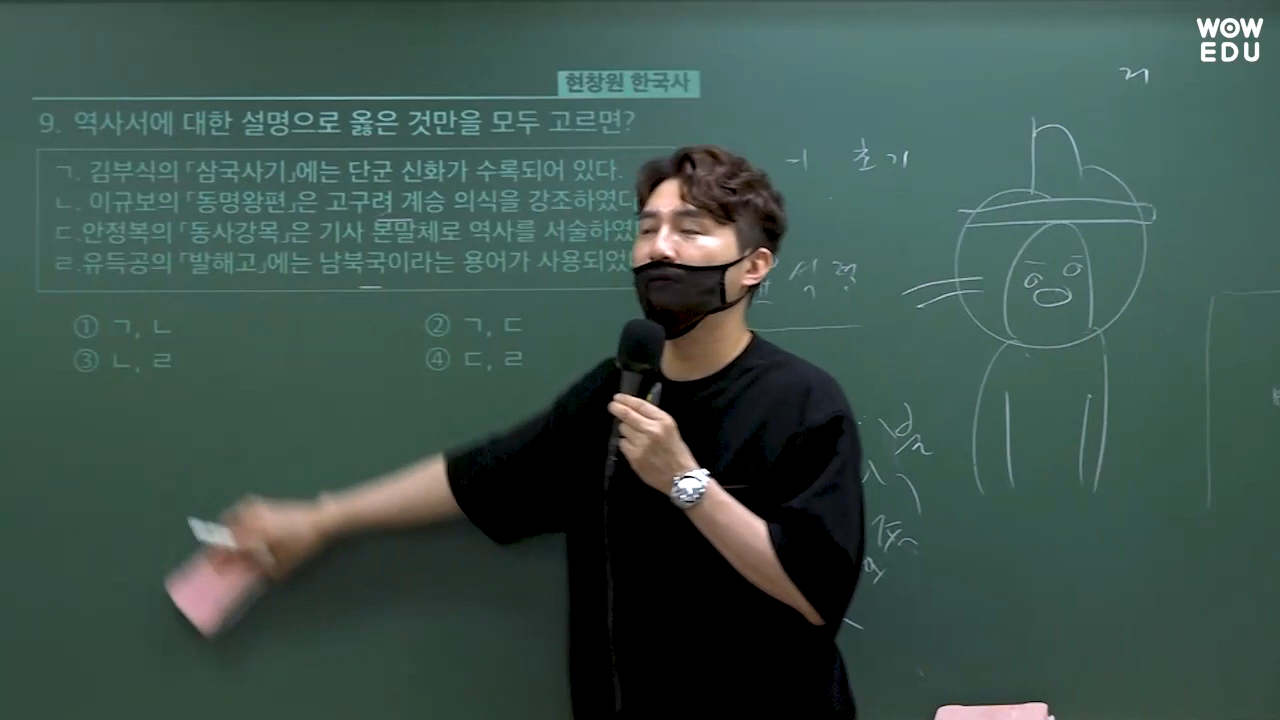 WOW
EDU
현창원 한국사
9. 역사서에 대한 설명으로 옳은 것만을 모두 고르면?
ㄱ. 김부식의 「삼국사기」에는 단군 신화가 수록되어 있다.
ㄴ. 이규보의 「동명왕편」은 고구려 계승 의식을 강조하였다
ㄷ. 안정복의 「동사강목」은 기사 본말체로 역사를 서술하였
ㄹ. 유득공의 「발해고」에는 남북국이라는 용어가 사용되었
① ㄱ, ㄴ
② ㄱ, ㄷ
③ ㄴ, ㄹ
④ ㄷ, ㄹ
초기